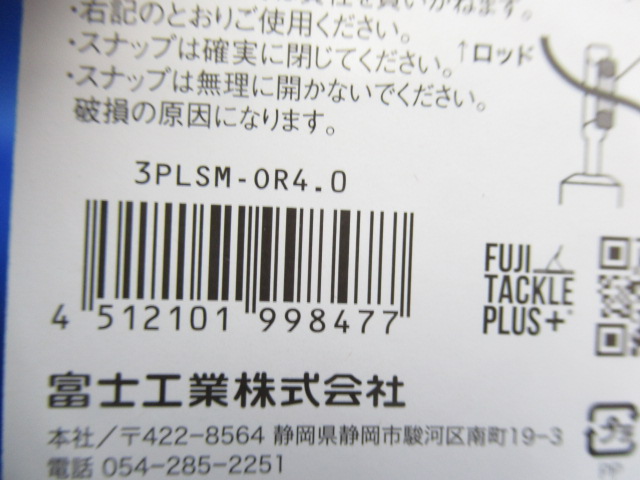 ・右記のとおりご使用ください。
・スナップは確実に閉じてください。
↑ロッド
・スナップは無理に開かないでください。
破損の原因になります。
3PLSM-OR4.0
4 512101 998477
FUJI
TACKLE
PLUS+
富士工業株式会社
本社/〒422-8564 静岡県静岡市駿河区南町19-3
電話 054-285-2251